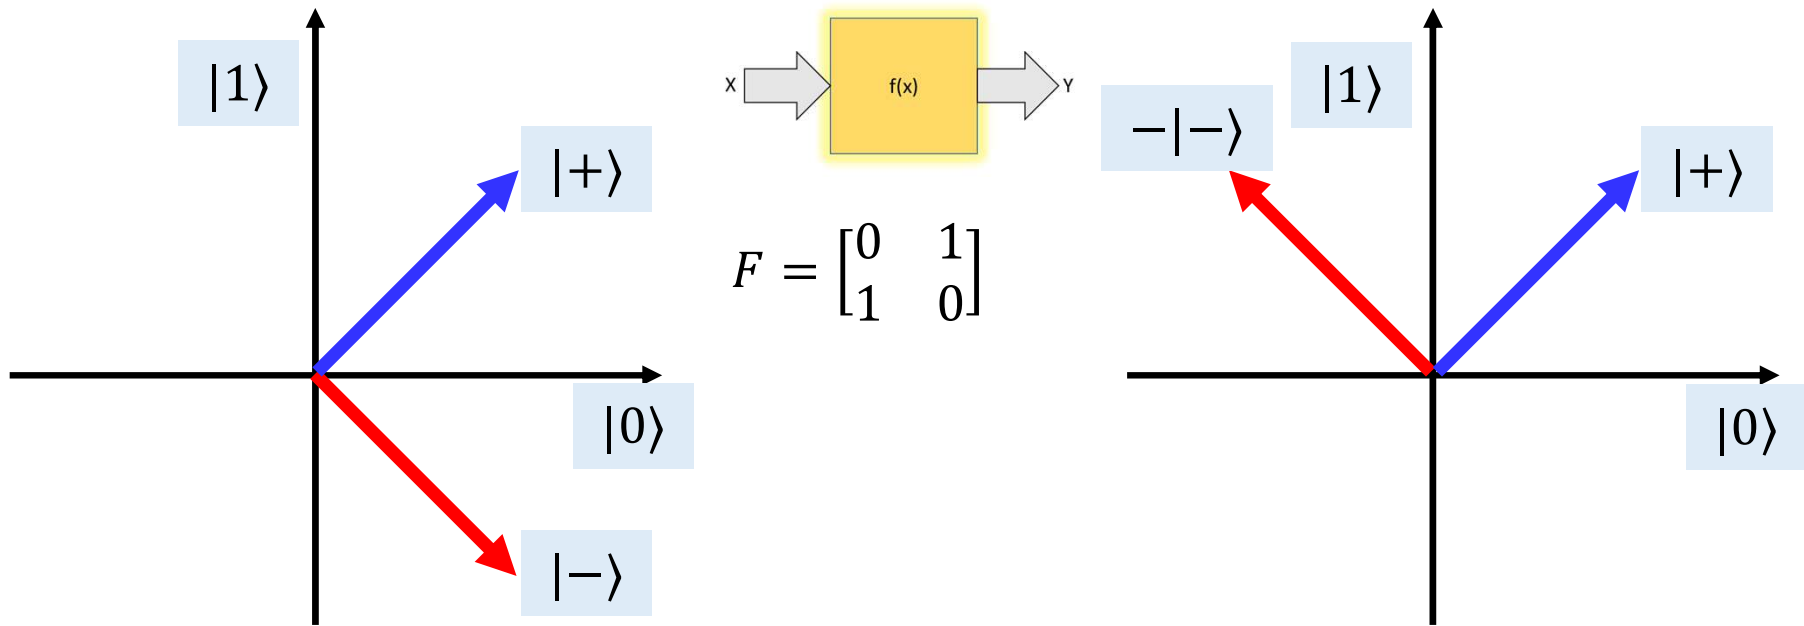 |1⟩
|+⟩
|0⟩
|−⟩
X
f(x)
Y
F = [0 1
1 0]
−|−⟩
|1⟩
|+⟩
|0⟩